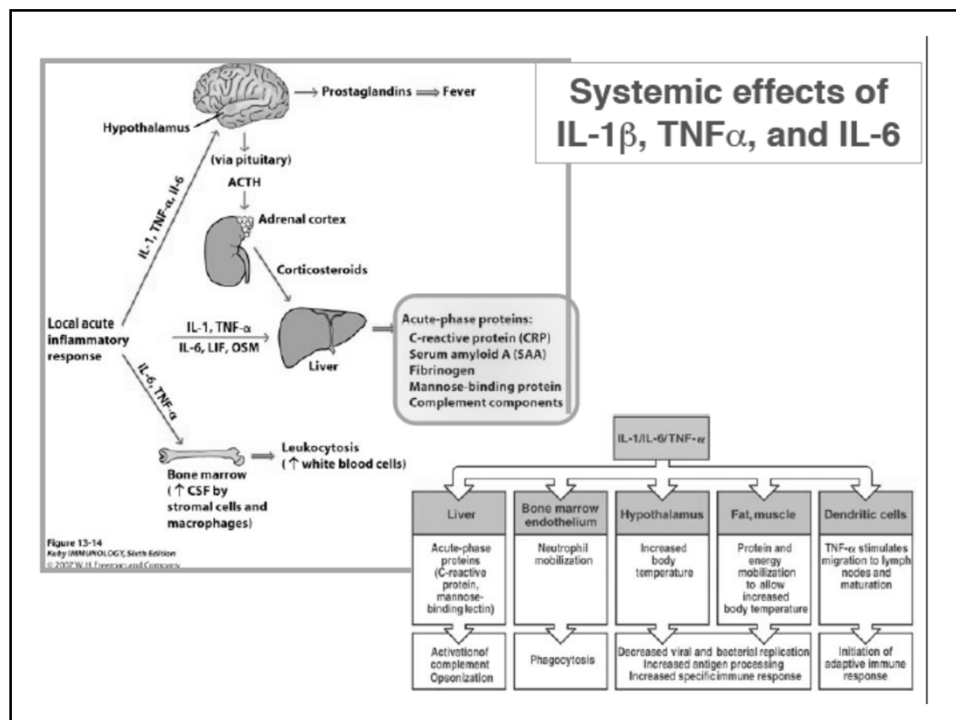 Systemic effects of
IL-1β, TNFα, and IL-6
Prostaglandins
Fever
Hypothalamus
(via pituitary)
ACTH
Adrenal cortex
Corticosteroids
IL-1, TNF-α, Il-6
Local acute
inflammatory
response
IL-1, TNF-α
IL-6, LIF, OSM
Liver
Acute-phase proteins:
C-reactive protein (CRP)
Serum amyloid A (SAA)
Fibrinogen
Mannose-binding protein
Complement components
IL-6, TNF-α
Bone marrow
(↑ CSF by
stromal cells and
macrophages)
Leukocytosis
(↑ white blood cells)
Figure 13-14
Kuby IMMUNOLOGY, Sixth Edition
© 2007 W. H. Freeman and Company
IL-1/IL-6/TNF-α
Liver
Bone marrow
endothelium
Hypothalamus
Fat, muscle
Dendritic cells
Acute-phase
proteins
(C-reactive
protein,
mannose-
binding lectin)
Neutrophil
mobilization
Increased
body
temperature
Protein and
energy
mobilization
to allow
increased
body temperature
TNF-α stimulates
migration to lymph
nodes and
maturation
Activationof
complement
Opsonization
Phagocytosis
Decreased viral and bacterial replication
Increased antigen processing
Increased specific immune response
Initiation of
adaptive immune
response